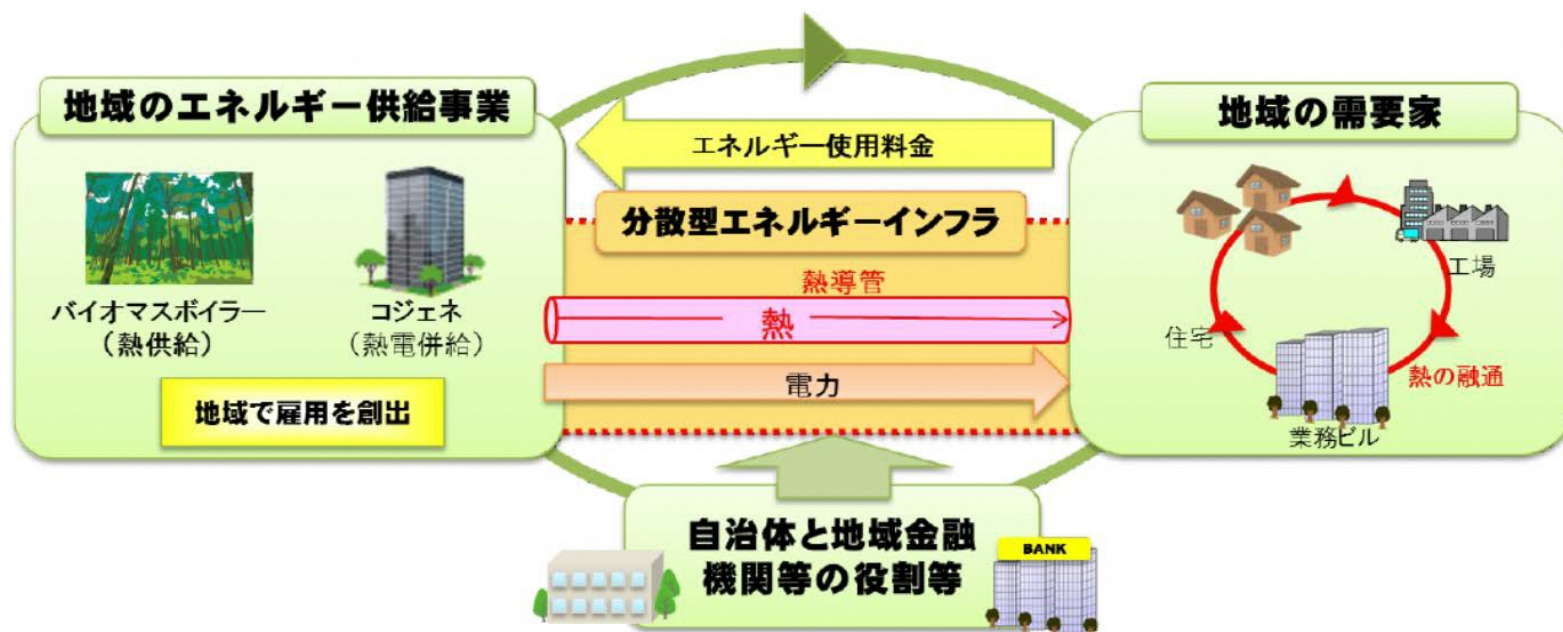 地域のエネルギー供給事業
バイオマスボイラー
（熱供給）
コジェネ
（熱電併給）
地域で雇用を創出
エネルギー使用料金
分散型エネルギーインフラ
熱導管
熱
電力
地域の需要家
工場
住宅
熱の融通
業務ビル
自治体と地域金融
機関等の役割等
BANK